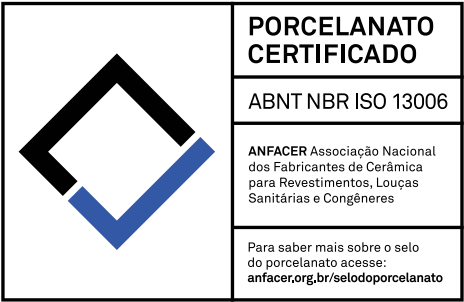 PORCELANATO
CERTIFICADO
ABNT NBR ISO 13006
ANFACER Associação Nacional
dos Fabricantes de Cerâmica
para Revestimentos, Louças
Sanitárias e Congêneres
Para saber mais sobre o selo
do porcelanato acesse:
anfacer.org.br/selodoporcelanato